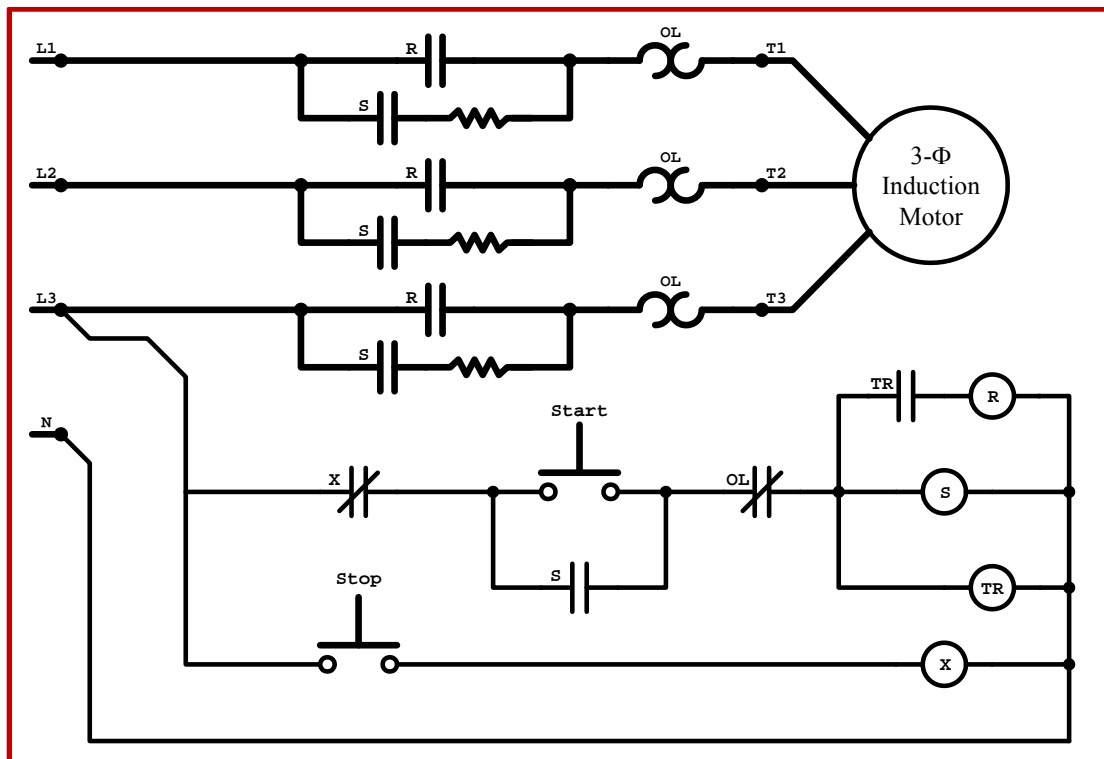 OL
L1
R
T1
S
3-Φ
Induction
Motor
OL
L2
R
T2
S
OL
L3
R
T3
S
TR
R
Start
N
X
OL
S
S
Stop
TR
X